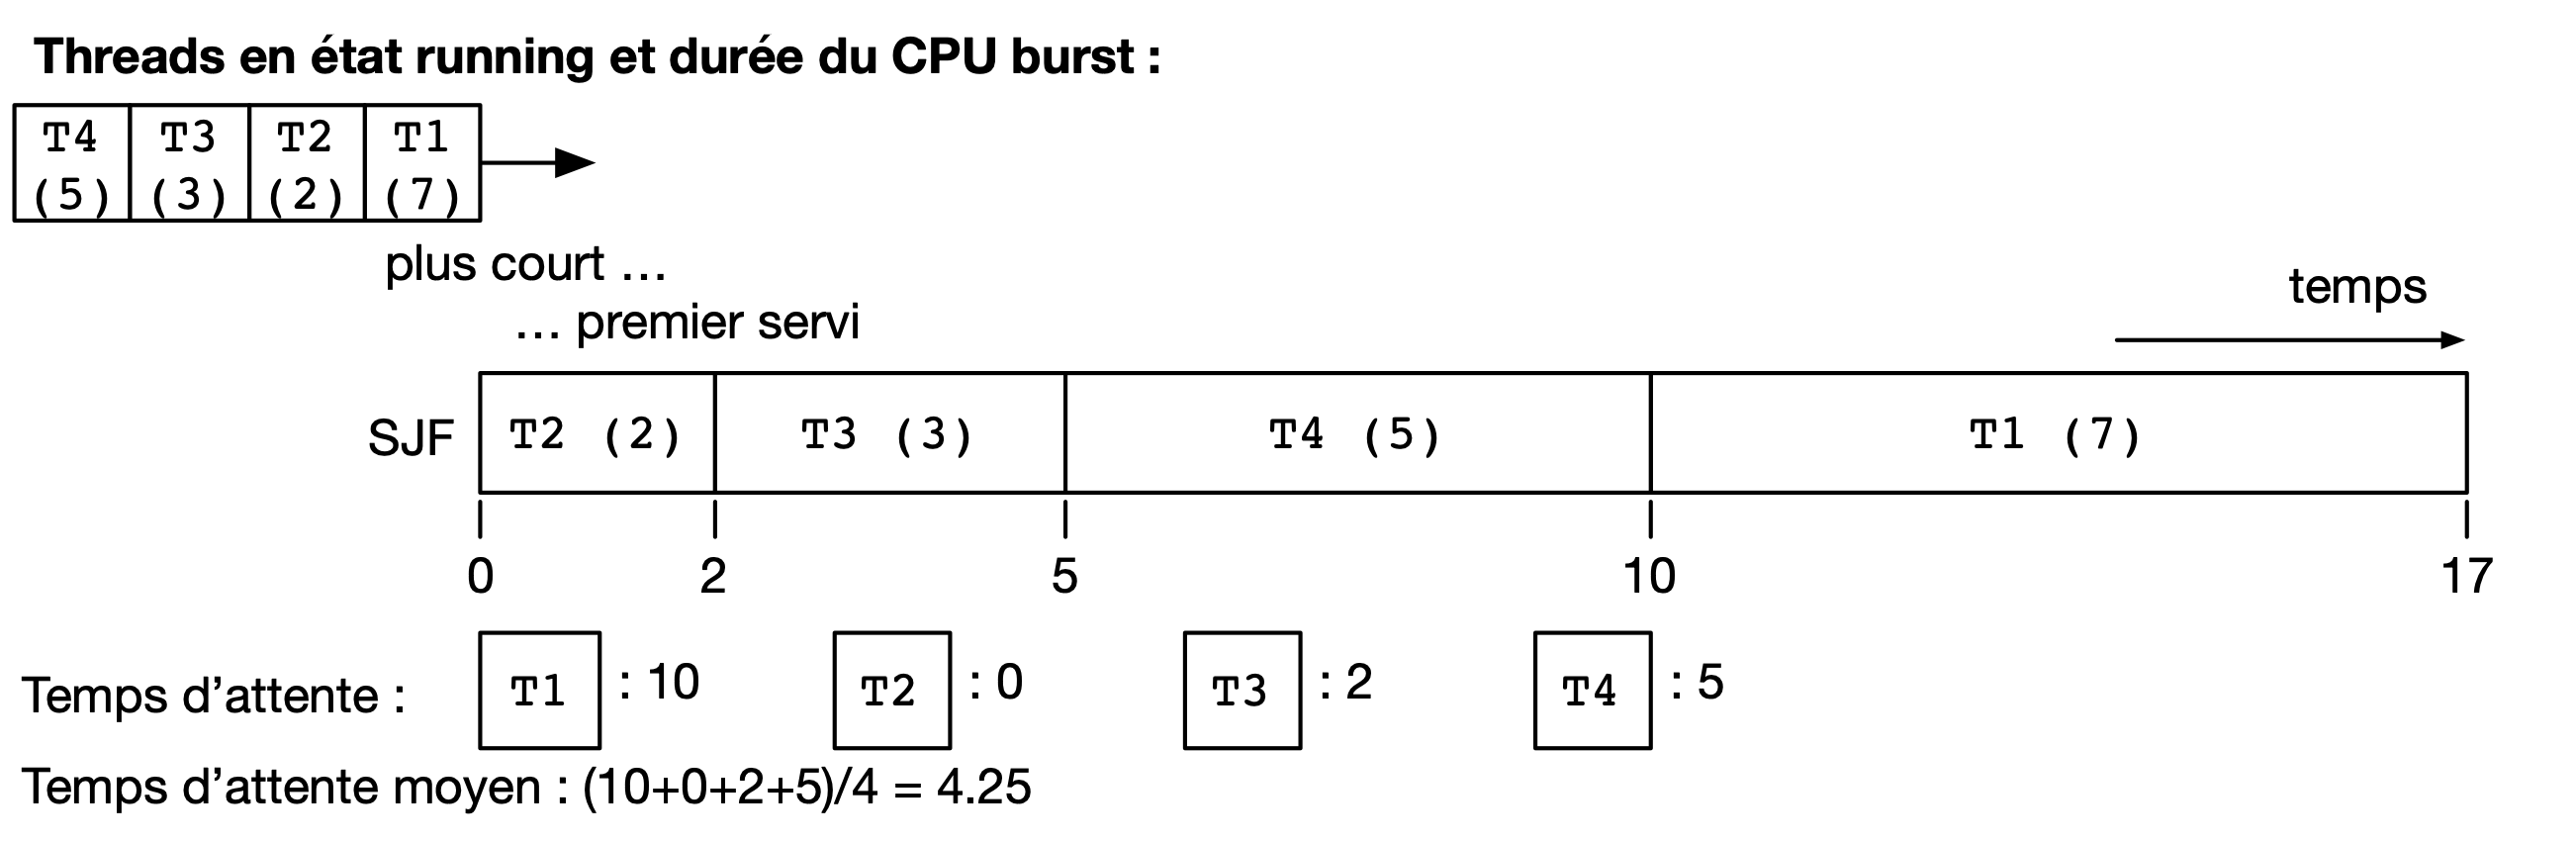 Threads en état running et durée du CPU burst :
T4 T3 T2 T1
(5) (3) (2) (7)
plus court …
… premier servi
temps
SJF T2 (2) T3 (3) T4 (5) T1 (7)
0 2 5 10 17
Temps d’attente : T1 : 10 T2 : 0 T3 : 2 T4 : 5
Temps d’attente moyen : (10+0+2+5)/4 = 4.25